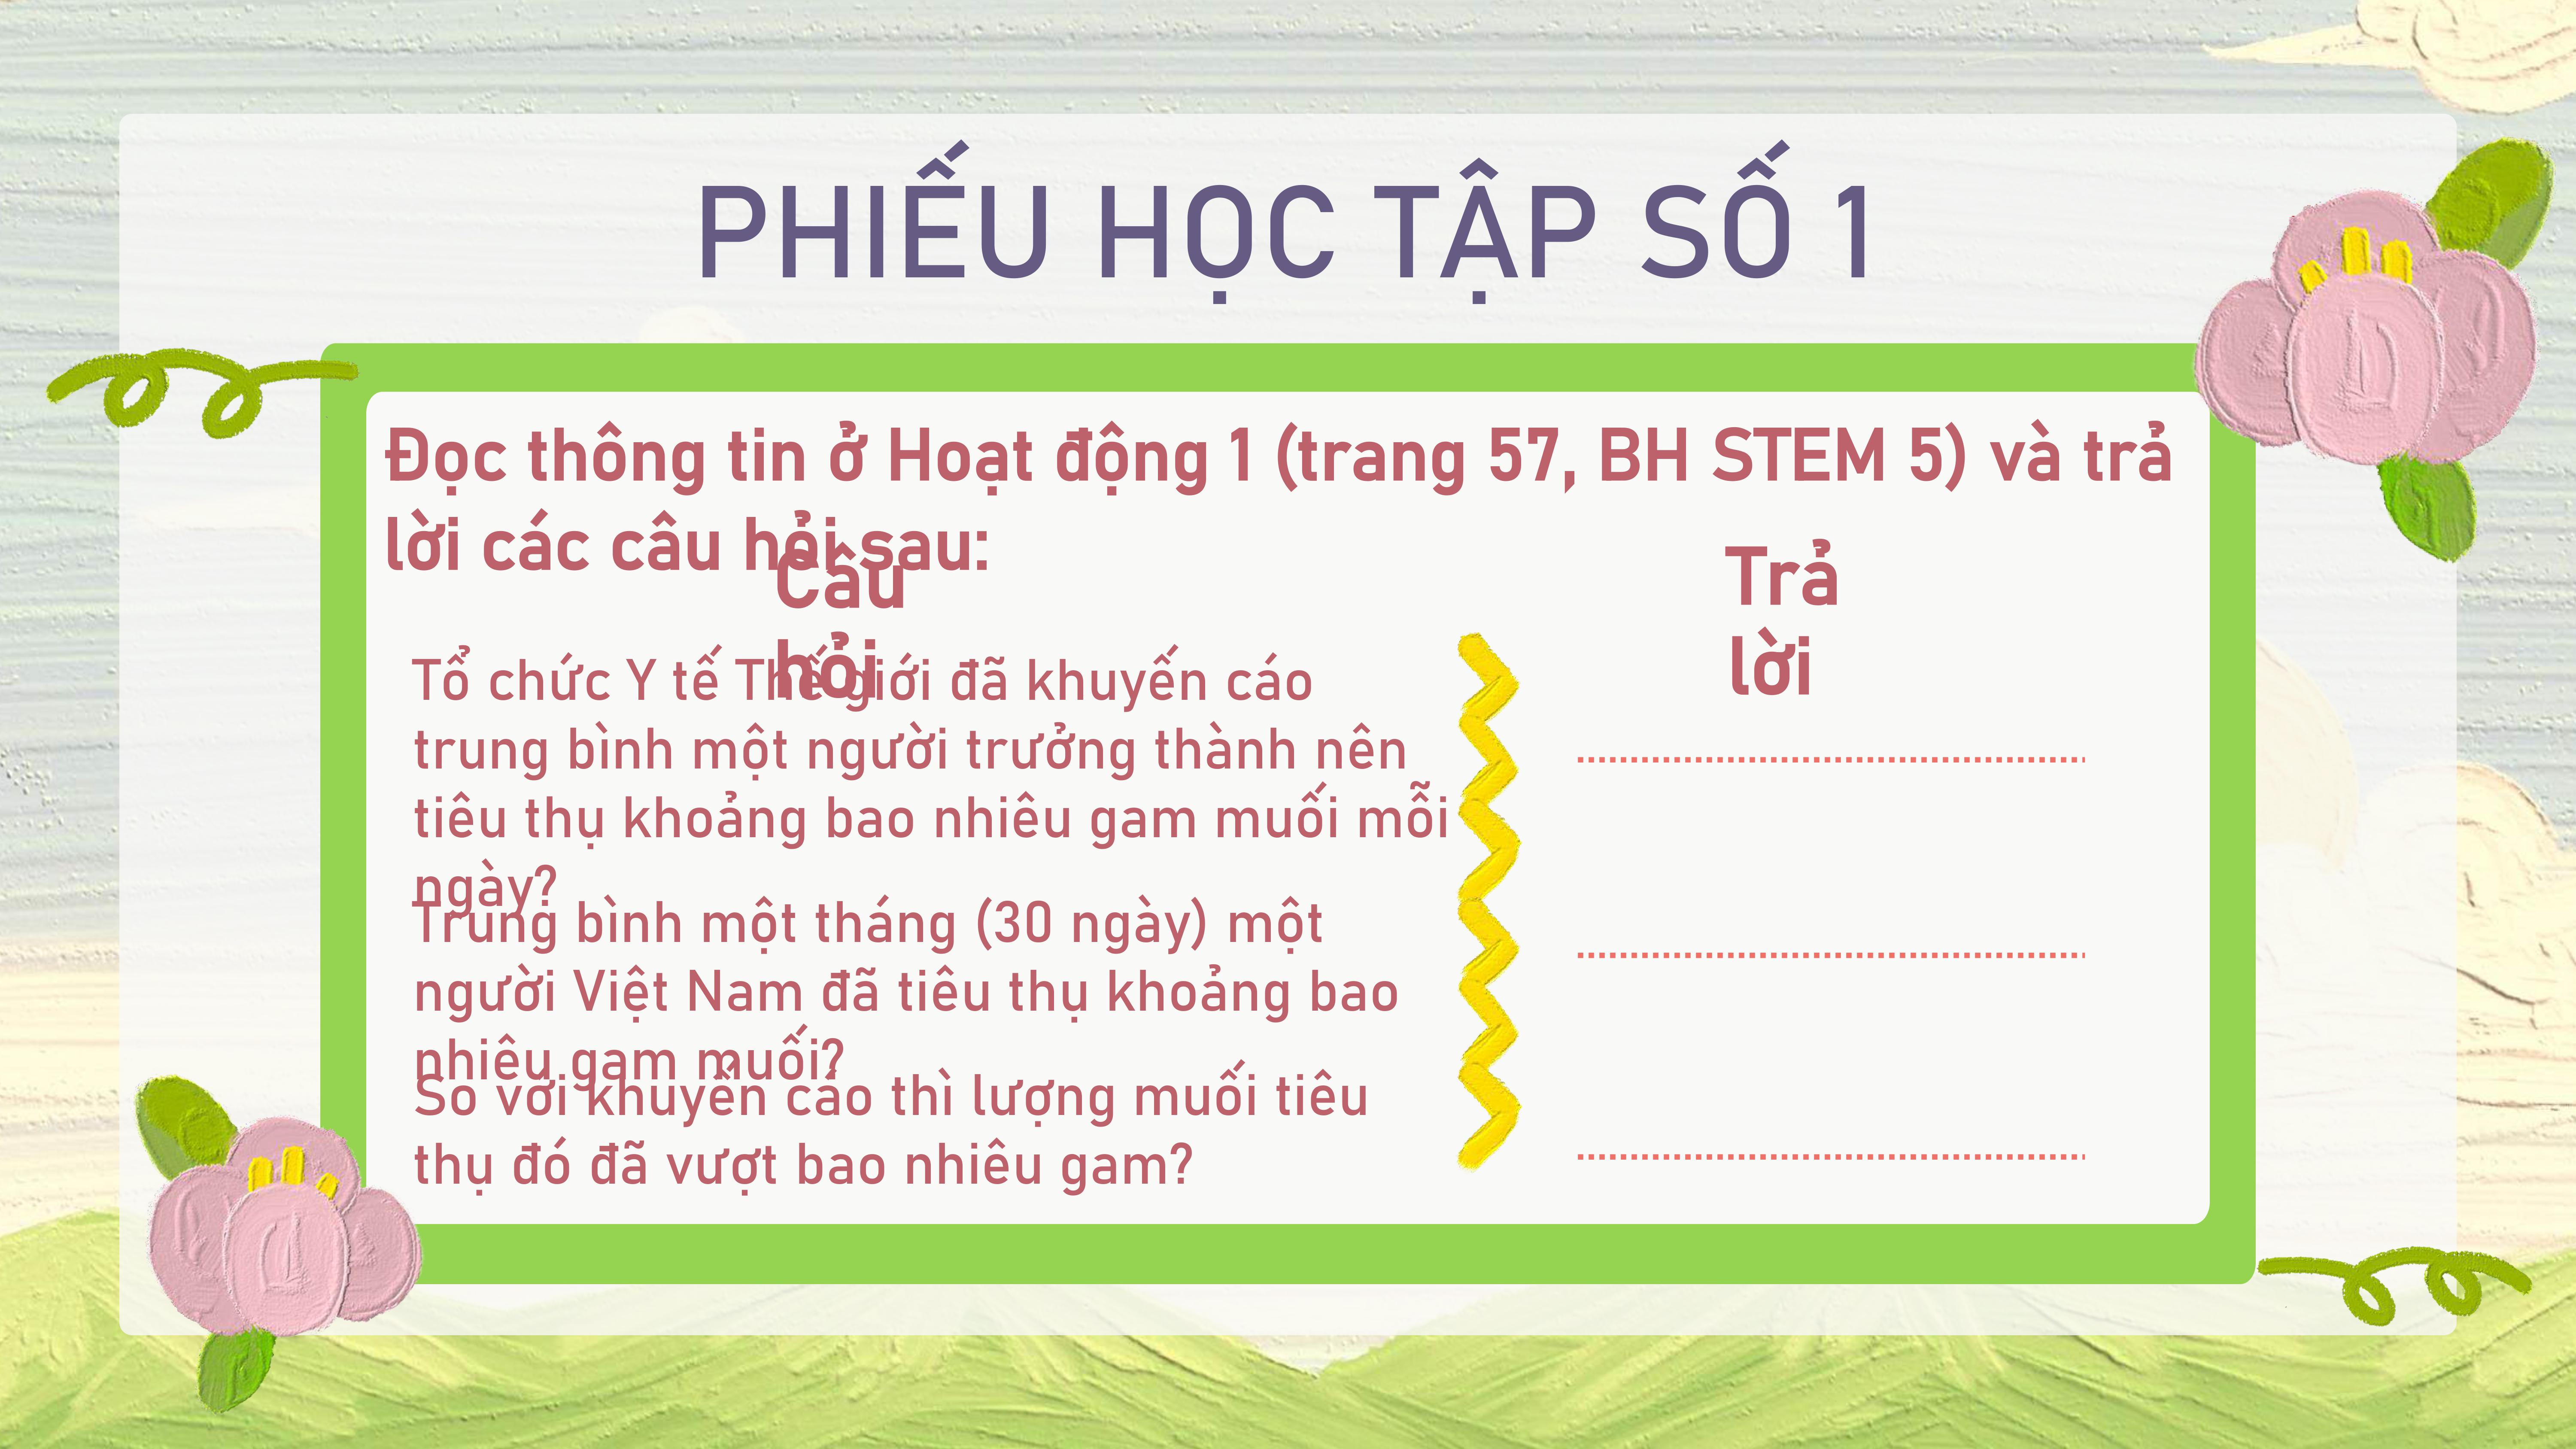 PHIẾU HỌC TẬP SỐ 1
Đọc thông tin ở Hoạt động 1 (trang 57, BH STEM 5) và trả
lời các câu hỏi sau:
Câu
hỏi
Trả
lời
Tổ chức Y tế Thế giới đã khuyến cáo
trung bình một người trưởng thành nên
tiêu thụ khoảng bao nhiêu gam muối mỗi
ngày?
Trung bình một tháng (30 ngày) một
người Việt Nam đã tiêu thụ khoảng bao
nhiêu gam muối?
So với khuyến cáo thì lượng muối tiêu
thụ đó đã vượt bao nhiêu gam?